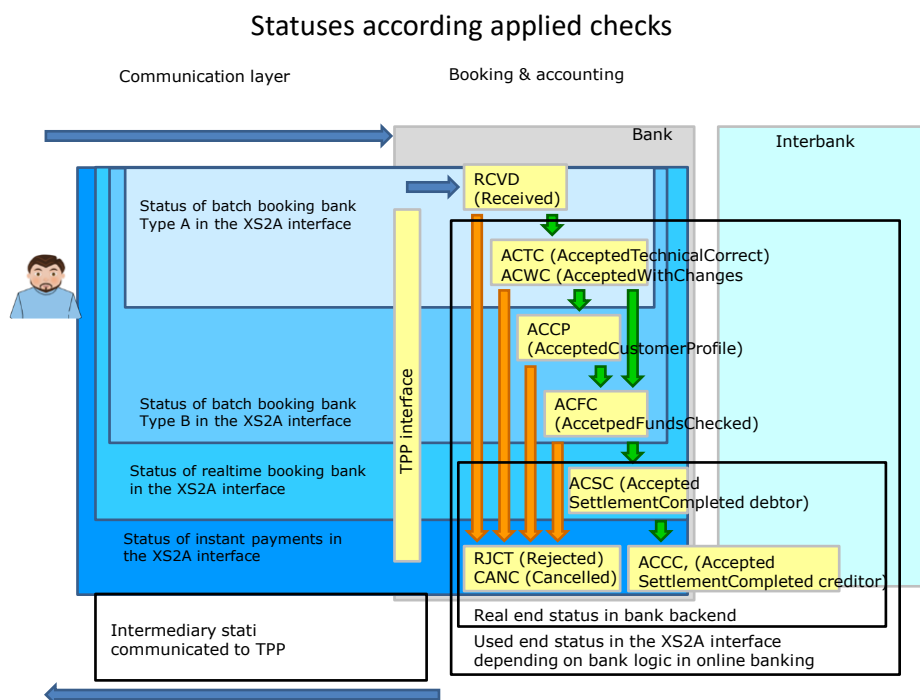 Statuses according applied checks
Communication layer
Booking & accounting
Bank
Interbank
RCVD
(Received)
Status of batch booking bank
Type A in the XS2A interface
ACTC (AcceptedTechnicalCorrect)
ACWC (AcceptedWithChanges
ACCP
(AcceptedCustomerProfile)
TPP interface
Status of batch booking bank
Type B in the XS2A interface
ACFC
(AccetpedFundsChecked)
Status of realtime booking bank
in the XS2A interface
ACSC (Accepted
SettlementCompleted debtor)
Status of instant payments in
the XS2A interface
RJCT (Rejected)
CANC (Cancelled)
ACCC, (Accepted
SettlementCompleted creditor)
Real end status in bank backend
Intermediary stati
communicated to TPP
Used end status in the XS2A interface
depending on bank logic in online banking